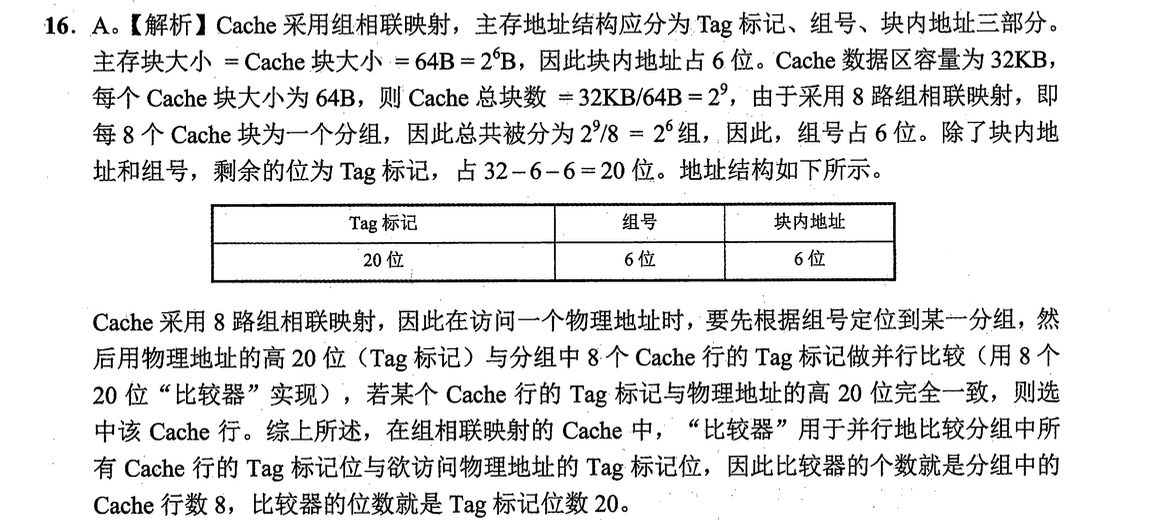 16. A。【解析】Cache 采用组相联映射，主存地址结构应分为 Tag 标记、组号、块内地址三部分。
主存块大小 = Cache 块大小 = 64B = 2⁶B，因此块内地址占 6 位。Cache 数据区容量为 32KB，
每个 Cache 块大小为 64B，则 Cache 总块数 = 32KB/64B = 2⁹，由于采用 8 路组相联映射，即
每 8 个 Cache 块为一个分组，因此总共被分为 2⁹/8 = 2⁶ 组，因此，组号占 6 位。除了块内地
址和组号，剩余的位为 Tag 标记，占 32－6－6 = 20 位。地址结构如下所示。
Tag 标记 组号 块内地址
20 位 6 位 6 位
Cache 采用 8 路组相联映射，因此在访问一个物理地址时，要先根据组号定位到某一分组，然
后用物理地址的高 20 位（Tag 标记）与分组中 8 个 Cache 行的 Tag 标记做并行比较（用 8 个
20 位“比较器”实现），若某个 Cache 行的 Tag 标记与物理地址的高 20 位完全一致，则选
中该 Cache 行。综上所述，在组相联映射的 Cache 中，“比较器”用于并行地比较分组中所
有 Cache 行的 Tag 标记位与欲访问物理地址的 Tag 标记位，因此比较器的个数就是分组中的
Cache 行数 8，比较器的位数就是 Tag 标记位数 20。